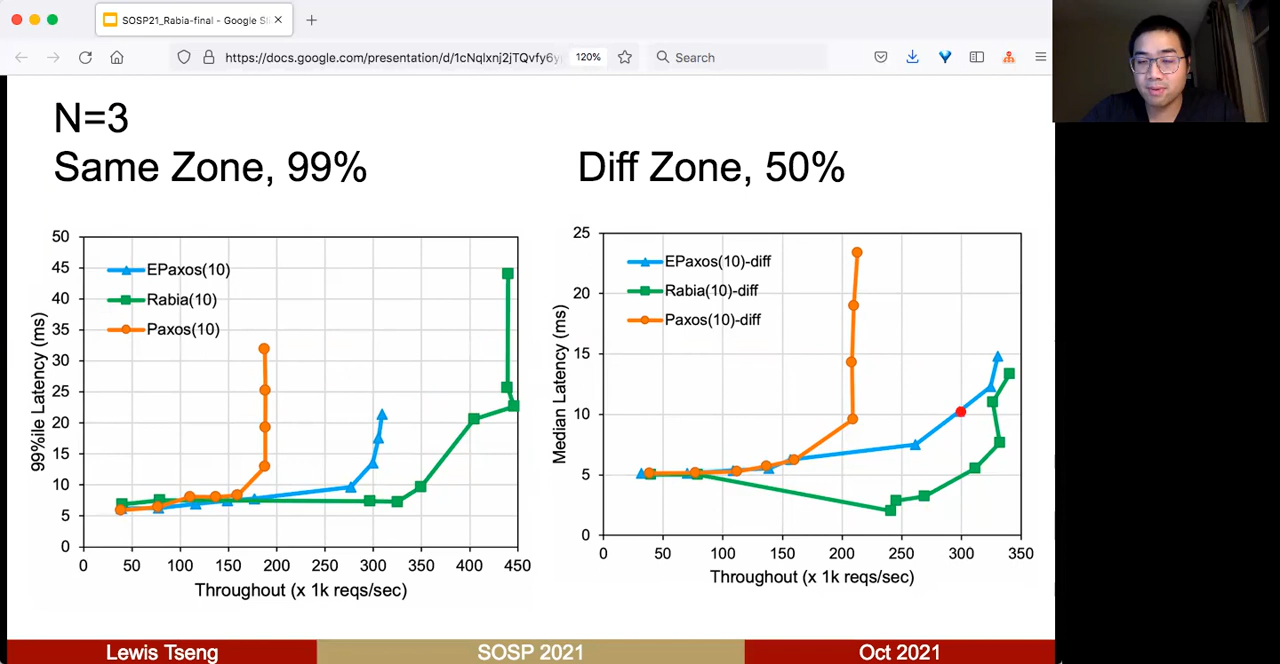 SOSP21_Rabia-final - Google Sl
https://docs.google.com/presentation/d/1cNqlxnj2jTQvfy6y
120%
Search
N=3
Same Zone, 99%
Diff Zone, 50%
50
45
40
35
30
25
20
15
10
5
0
99%ile Latency (ms)
EPaxos(10)
Rabia(10)
Paxos(10)
0
50
100
150
200
250
300
350
400
450
Throughout (x 1k reqs/sec)
25
20
15
10
5
0
Median Latency (ms)
EPaxos(10)-diff
Rabia(10)-diff
Paxos(10)-diff
0
50
100
150
200
250
300
350
Throughout (x 1k reqs/sec)
Lewis Tseng
SOSP 2021
Oct 2021